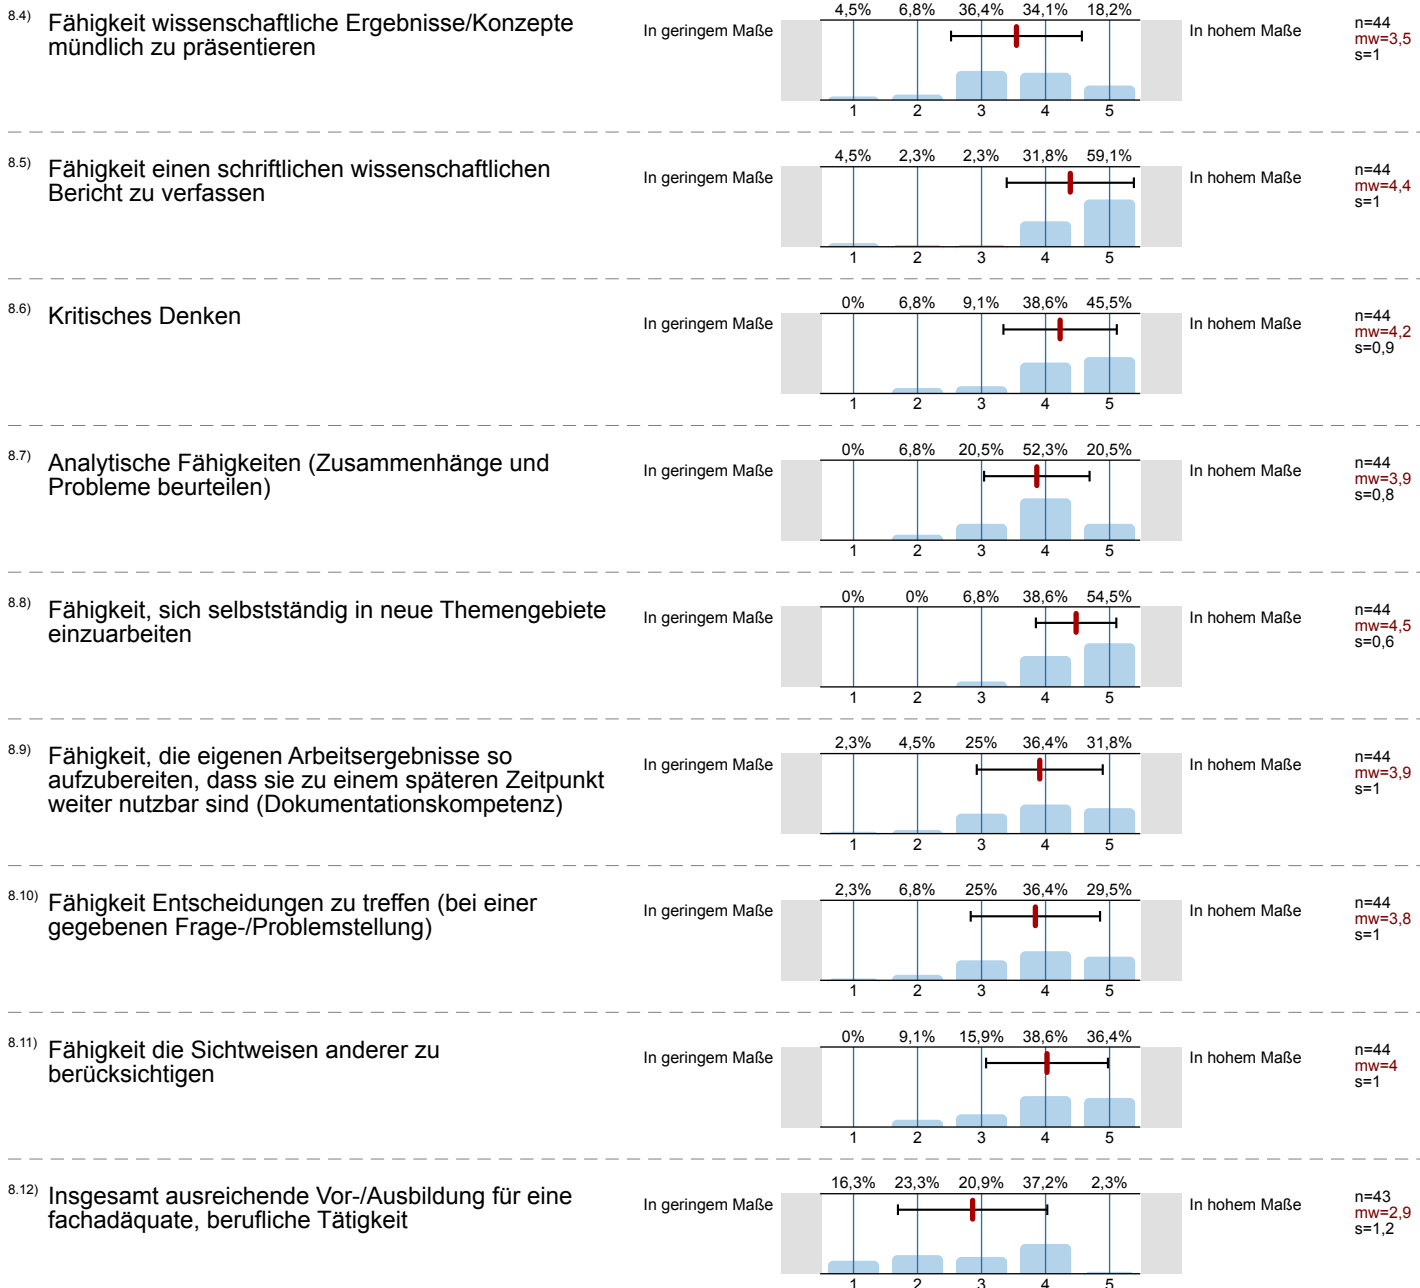 8.4) Fähigkeit wissenschaftliche Ergebnisse/Konzepte
mündlich zu präsentieren
In geringem Maße
4,5% 6,8% 36,4% 34,1% 18,2%
1 2 3 4 5
In hohem Maße
n=44
mw=3,5
s=1
8.5) Fähigkeit einen schriftlichen wissenschaftlichen
Bericht zu verfassen
In geringem Maße
4,5% 2,3% 2,3% 31,8% 59,1%
1 2 3 4 5
In hohem Maße
n=44
mw=4,4
s=1
8.6) Kritisches Denken
In geringem Maße
0% 6,8% 9,1% 38,6% 45,5%
1 2 3 4 5
In hohem Maße
n=44
mw=4,2
s=0,9
8.7) Analytische Fähigkeiten (Zusammenhänge und
Probleme beurteilen)
In geringem Maße
0% 6,8% 20,5% 52,3% 20,5%
1 2 3 4 5
In hohem Maße
n=44
mw=3,9
s=0,8
8.8) Fähigkeit, sich selbstständig in neue Themengebiete
einzuarbeiten
In geringem Maße
0% 0% 6,8% 38,6% 54,5%
1 2 3 4 5
In hohem Maße
n=44
mw=4,5
s=0,6
8.9) Fähigkeit, die eigenen Arbeitsergebnisse so
aufzubereiten, dass sie zu einem späteren Zeitpunkt
weiter nutzbar sind (Dokumentationskompetenz)
In geringem Maße
2,3% 4,5% 25% 36,4% 31,8%
1 2 3 4 5
In hohem Maße
n=44
mw=3,9
s=1
8.10) Fähigkeit Entscheidungen zu treffen (bei einer
gegebenen Frage-/Problemstellung)
In geringem Maße
2,3% 6,8% 25% 36,4% 29,5%
1 2 3 4 5
In hohem Maße
n=44
mw=3,8
s=1
8.11) Fähigkeit die Sichtweisen anderer zu
berücksichtigen
In geringem Maße
0% 9,1% 15,9% 38,6% 36,4%
1 2 3 4 5
In hohem Maße
n=44
mw=4
s=1
8.12) Insgesamt ausreichende Vor-/Ausbildung für eine
fachadäquate, berufliche Tätigkeit
In geringem Maße
16,3% 23,3% 20,9% 37,2% 2,3%
1 2 3 4 5
In hohem Maße
n=43
mw=2,9
s=1,2